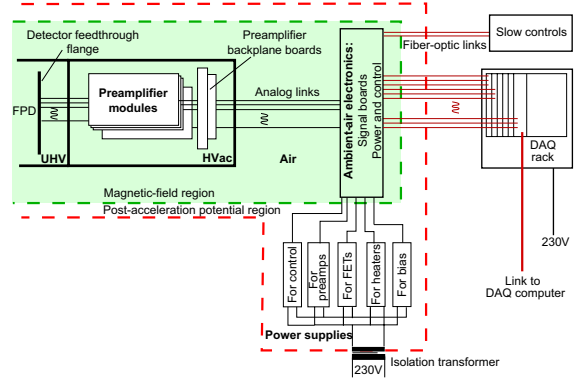 Detector feedthrough
flange
Preamplifier
backplane boards
Slow controls
Fiber-optic links
FPD
Preamplifier
modules
Analog links
Ambient-air electronics:
Signal boards
Power and control
UHV
HVac
Air
DAQ
rack
Magnetic-field region
Post-acceleration potential region
230V
Link to
DAQ computer
For control
For
preamps
For FETs
For heaters
For bias
Power supplies
Isolation transformer
230V